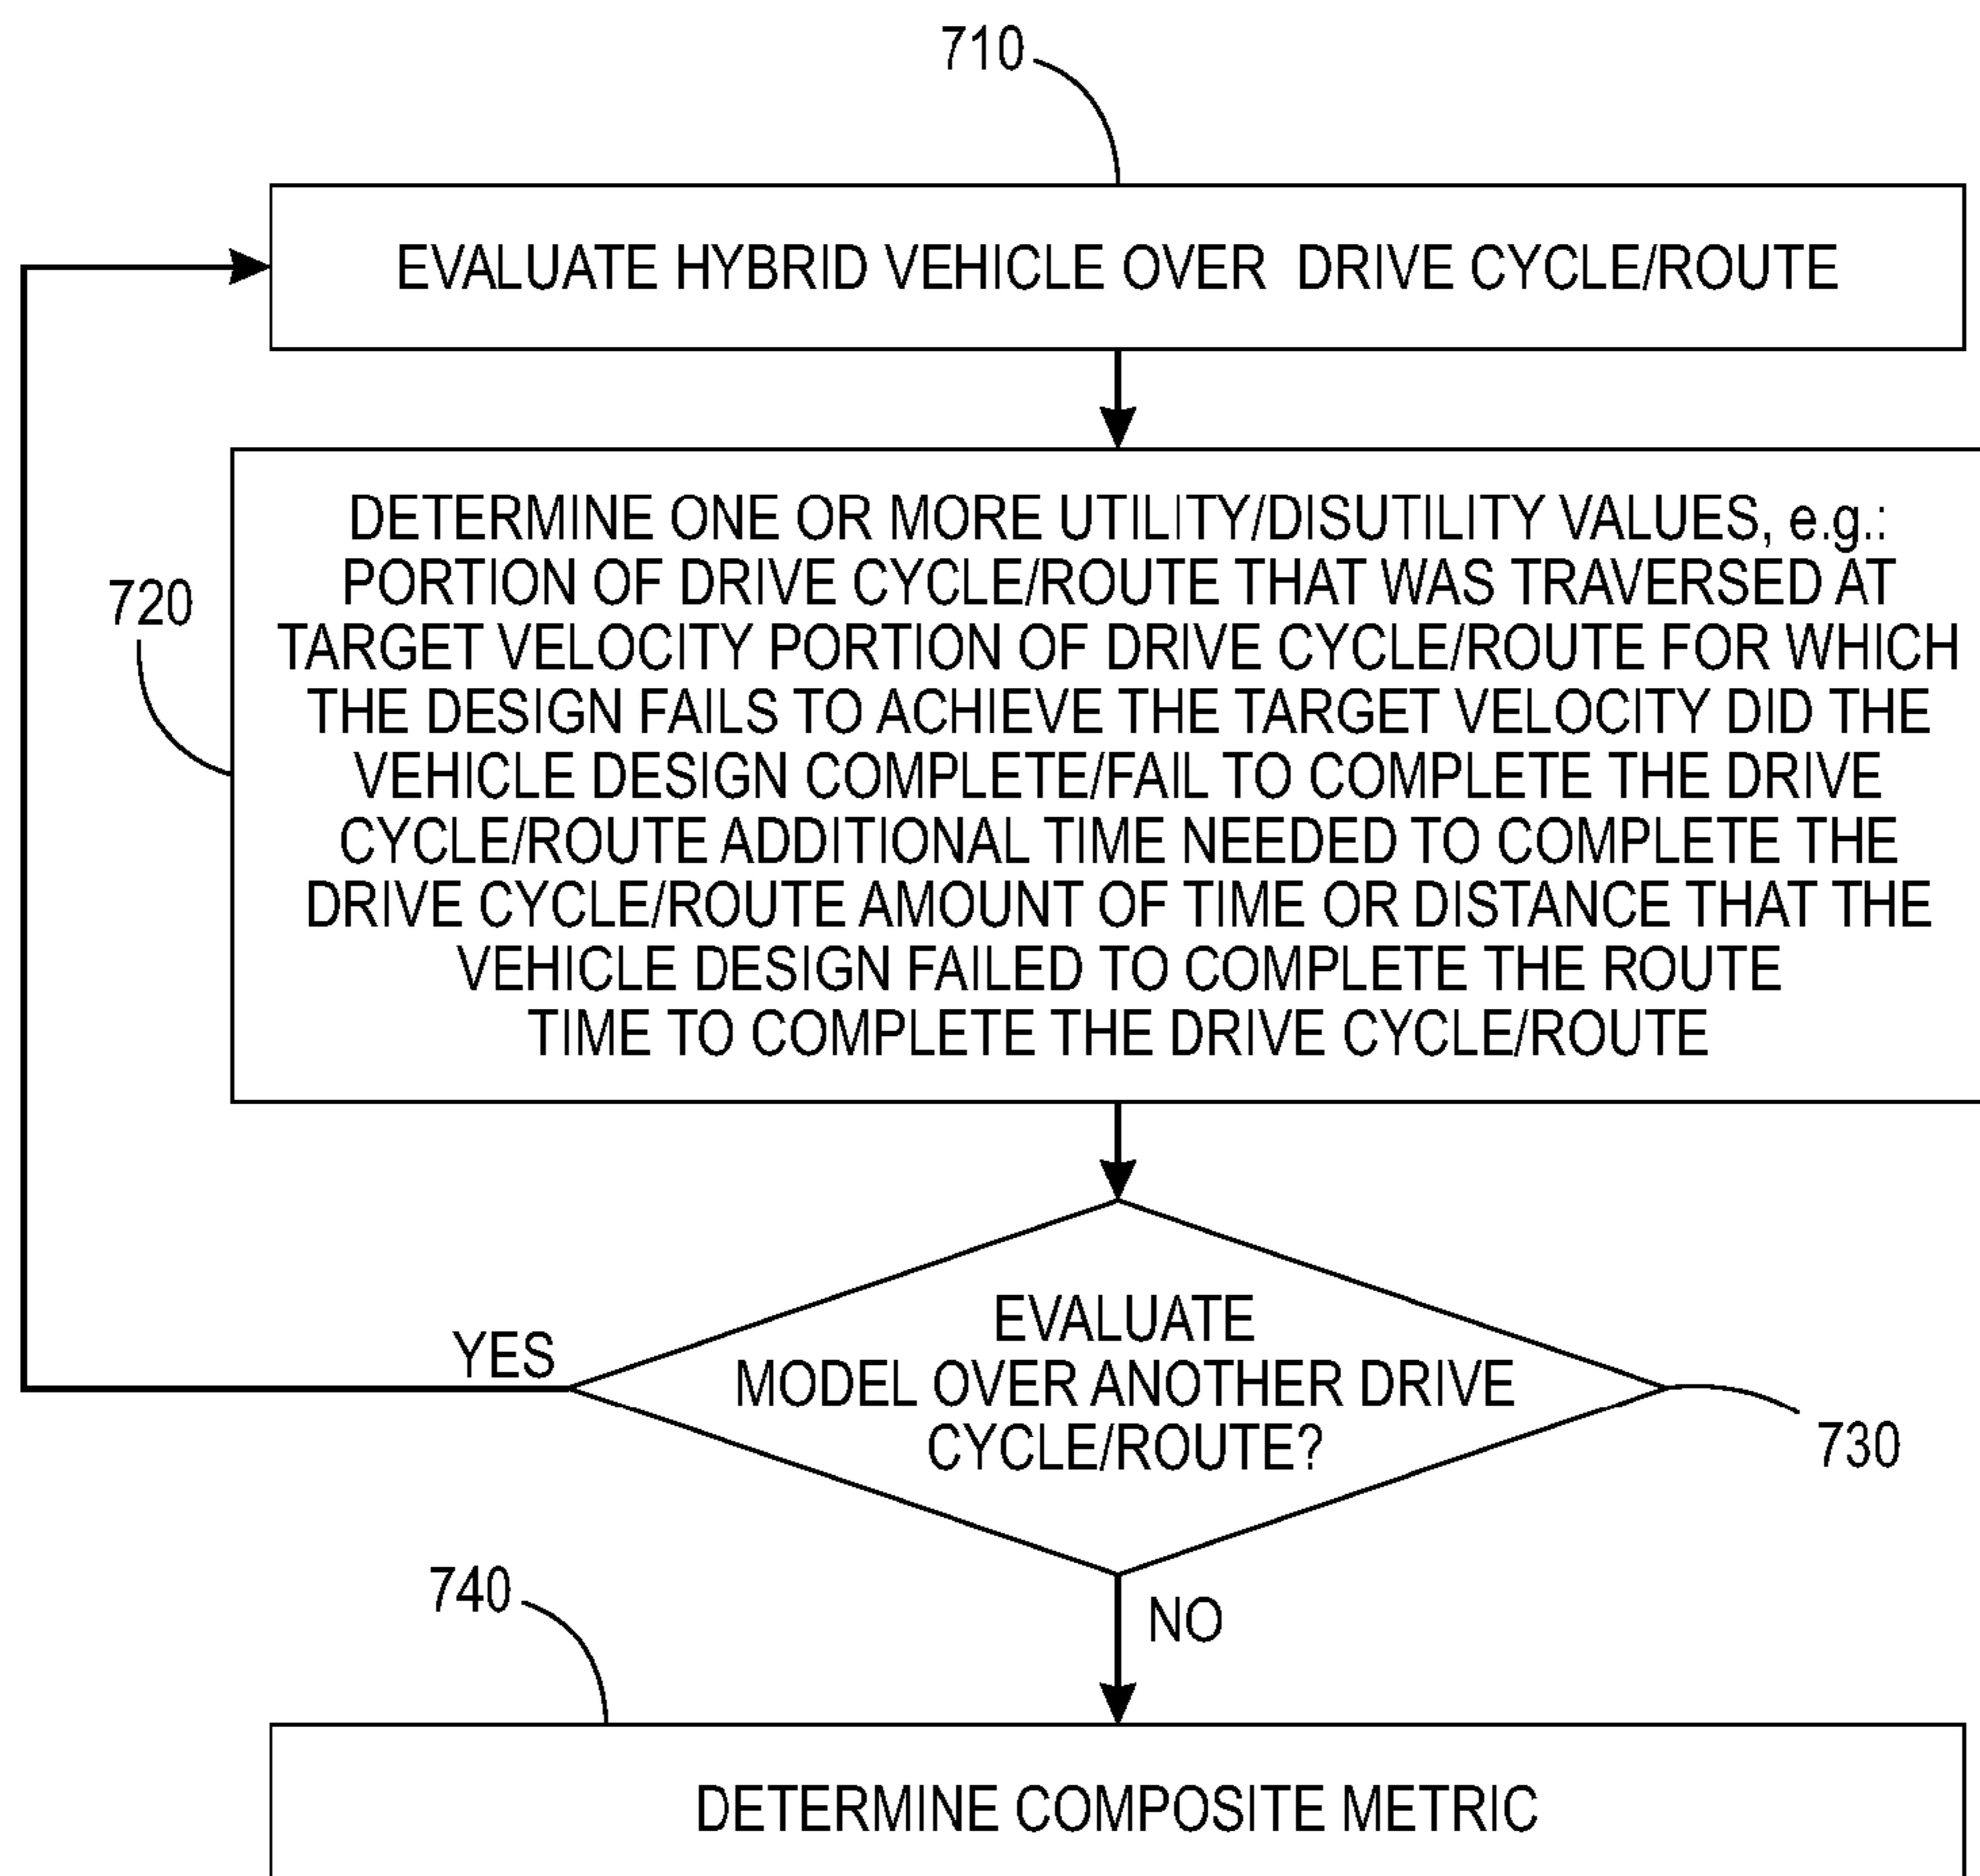 710
EVALUATE HYBRID VEHICLE OVER DRIVE CYCLE/ROUTE
720
DETERMINE ONE OR MORE UTILITY/DISUTILITY VALUES, e.g.:
PORTION OF DRIVE CYCLE/ROUTE THAT WAS TRAVERSED AT
TARGET VELOCITY PORTION OF DRIVE CYCLE/ROUTE FOR WHICH
THE DESIGN FAILS TO ACHIEVE THE TARGET VELOCITY DID THE
VEHICLE DESIGN COMPLETE/FAIL TO COMPLETE THE DRIVE
CYCLE/ROUTE ADDITIONAL TIME NEEDED TO COMPLETE THE
DRIVE CYCLE/ROUTE AMOUNT OF TIME OR DISTANCE THAT THE
VEHICLE DESIGN FAILED TO COMPLETE THE ROUTE
TIME TO COMPLETE THE DRIVE CYCLE/ROUTE
YES
EVALUATE
MODEL OVER ANOTHER DRIVE
CYCLE/ROUTE?
730
NO
740
DETERMINE COMPOSITE METRIC